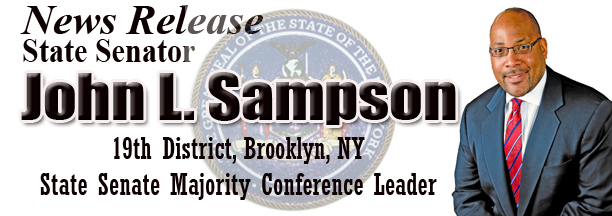 News Release
State Senator
John L. Sampson
19th District, Brooklyn, NY
State Senate Majority Conference Leader